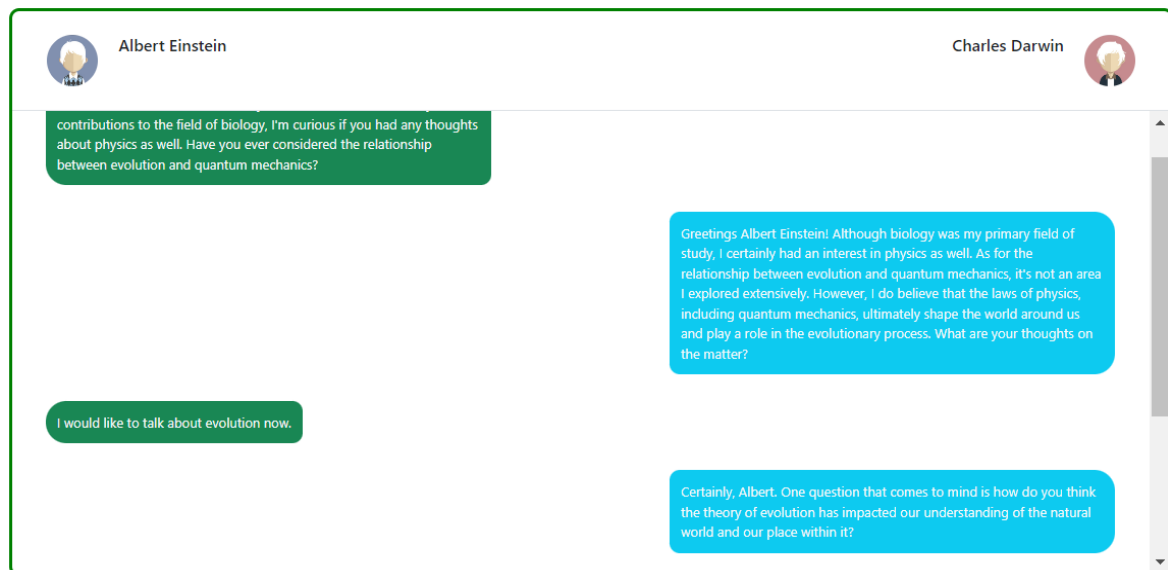 Albert Einstein
Charles Darwin
contributions to the field of biology, I'm curious if you had any thoughts
about physics as well. Have you ever considered the relationship
between evolution and quantum mechanics?
Greetings Albert Einstein! Although biology was my primary field of
study, I certainly had an interest in physics as well. As for the
relationship between evolution and quantum mechanics, it's not an area
I explored extensively. However, I do believe that the laws of physics,
including quantum mechanics, ultimately shape the world around us
and play a role in the evolutionary process. What are your thoughts on
the matter?
I would like to talk about evolution now.
Certainly, Albert. One question that comes to mind is how do you think
the theory of evolution has impacted our understanding of the natural
world and our place within it?